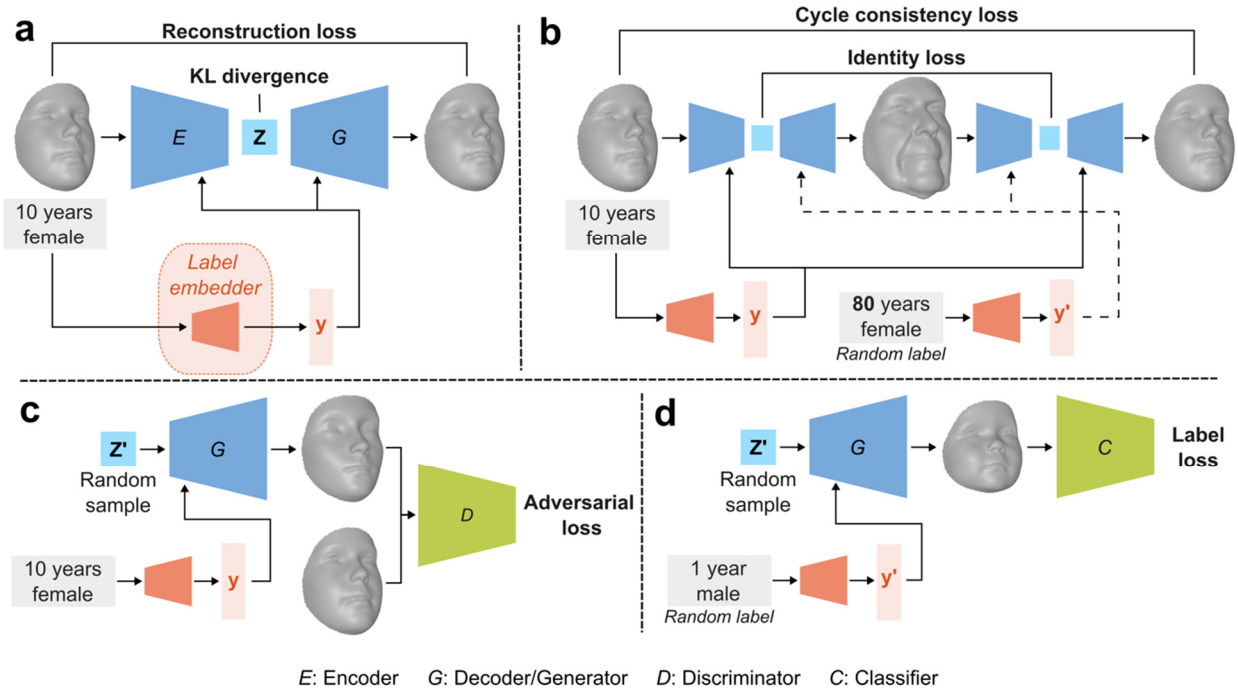 a
Reconstruction loss
KL divergence
E
Z
G
10 years
female
Label
embedder
y
b
Cycle consistency loss
Identity loss
10 years
female
y
80 years
female
Random label
y'
c
Z'
Random
sample
G
10 years
female
y
D
Adversarial
loss
d
Z'
Random
sample
G
C
Label
loss
1 year
male
Random label
y'
E: Encoder G: Decoder/Generator D: Discriminator C: Classifier